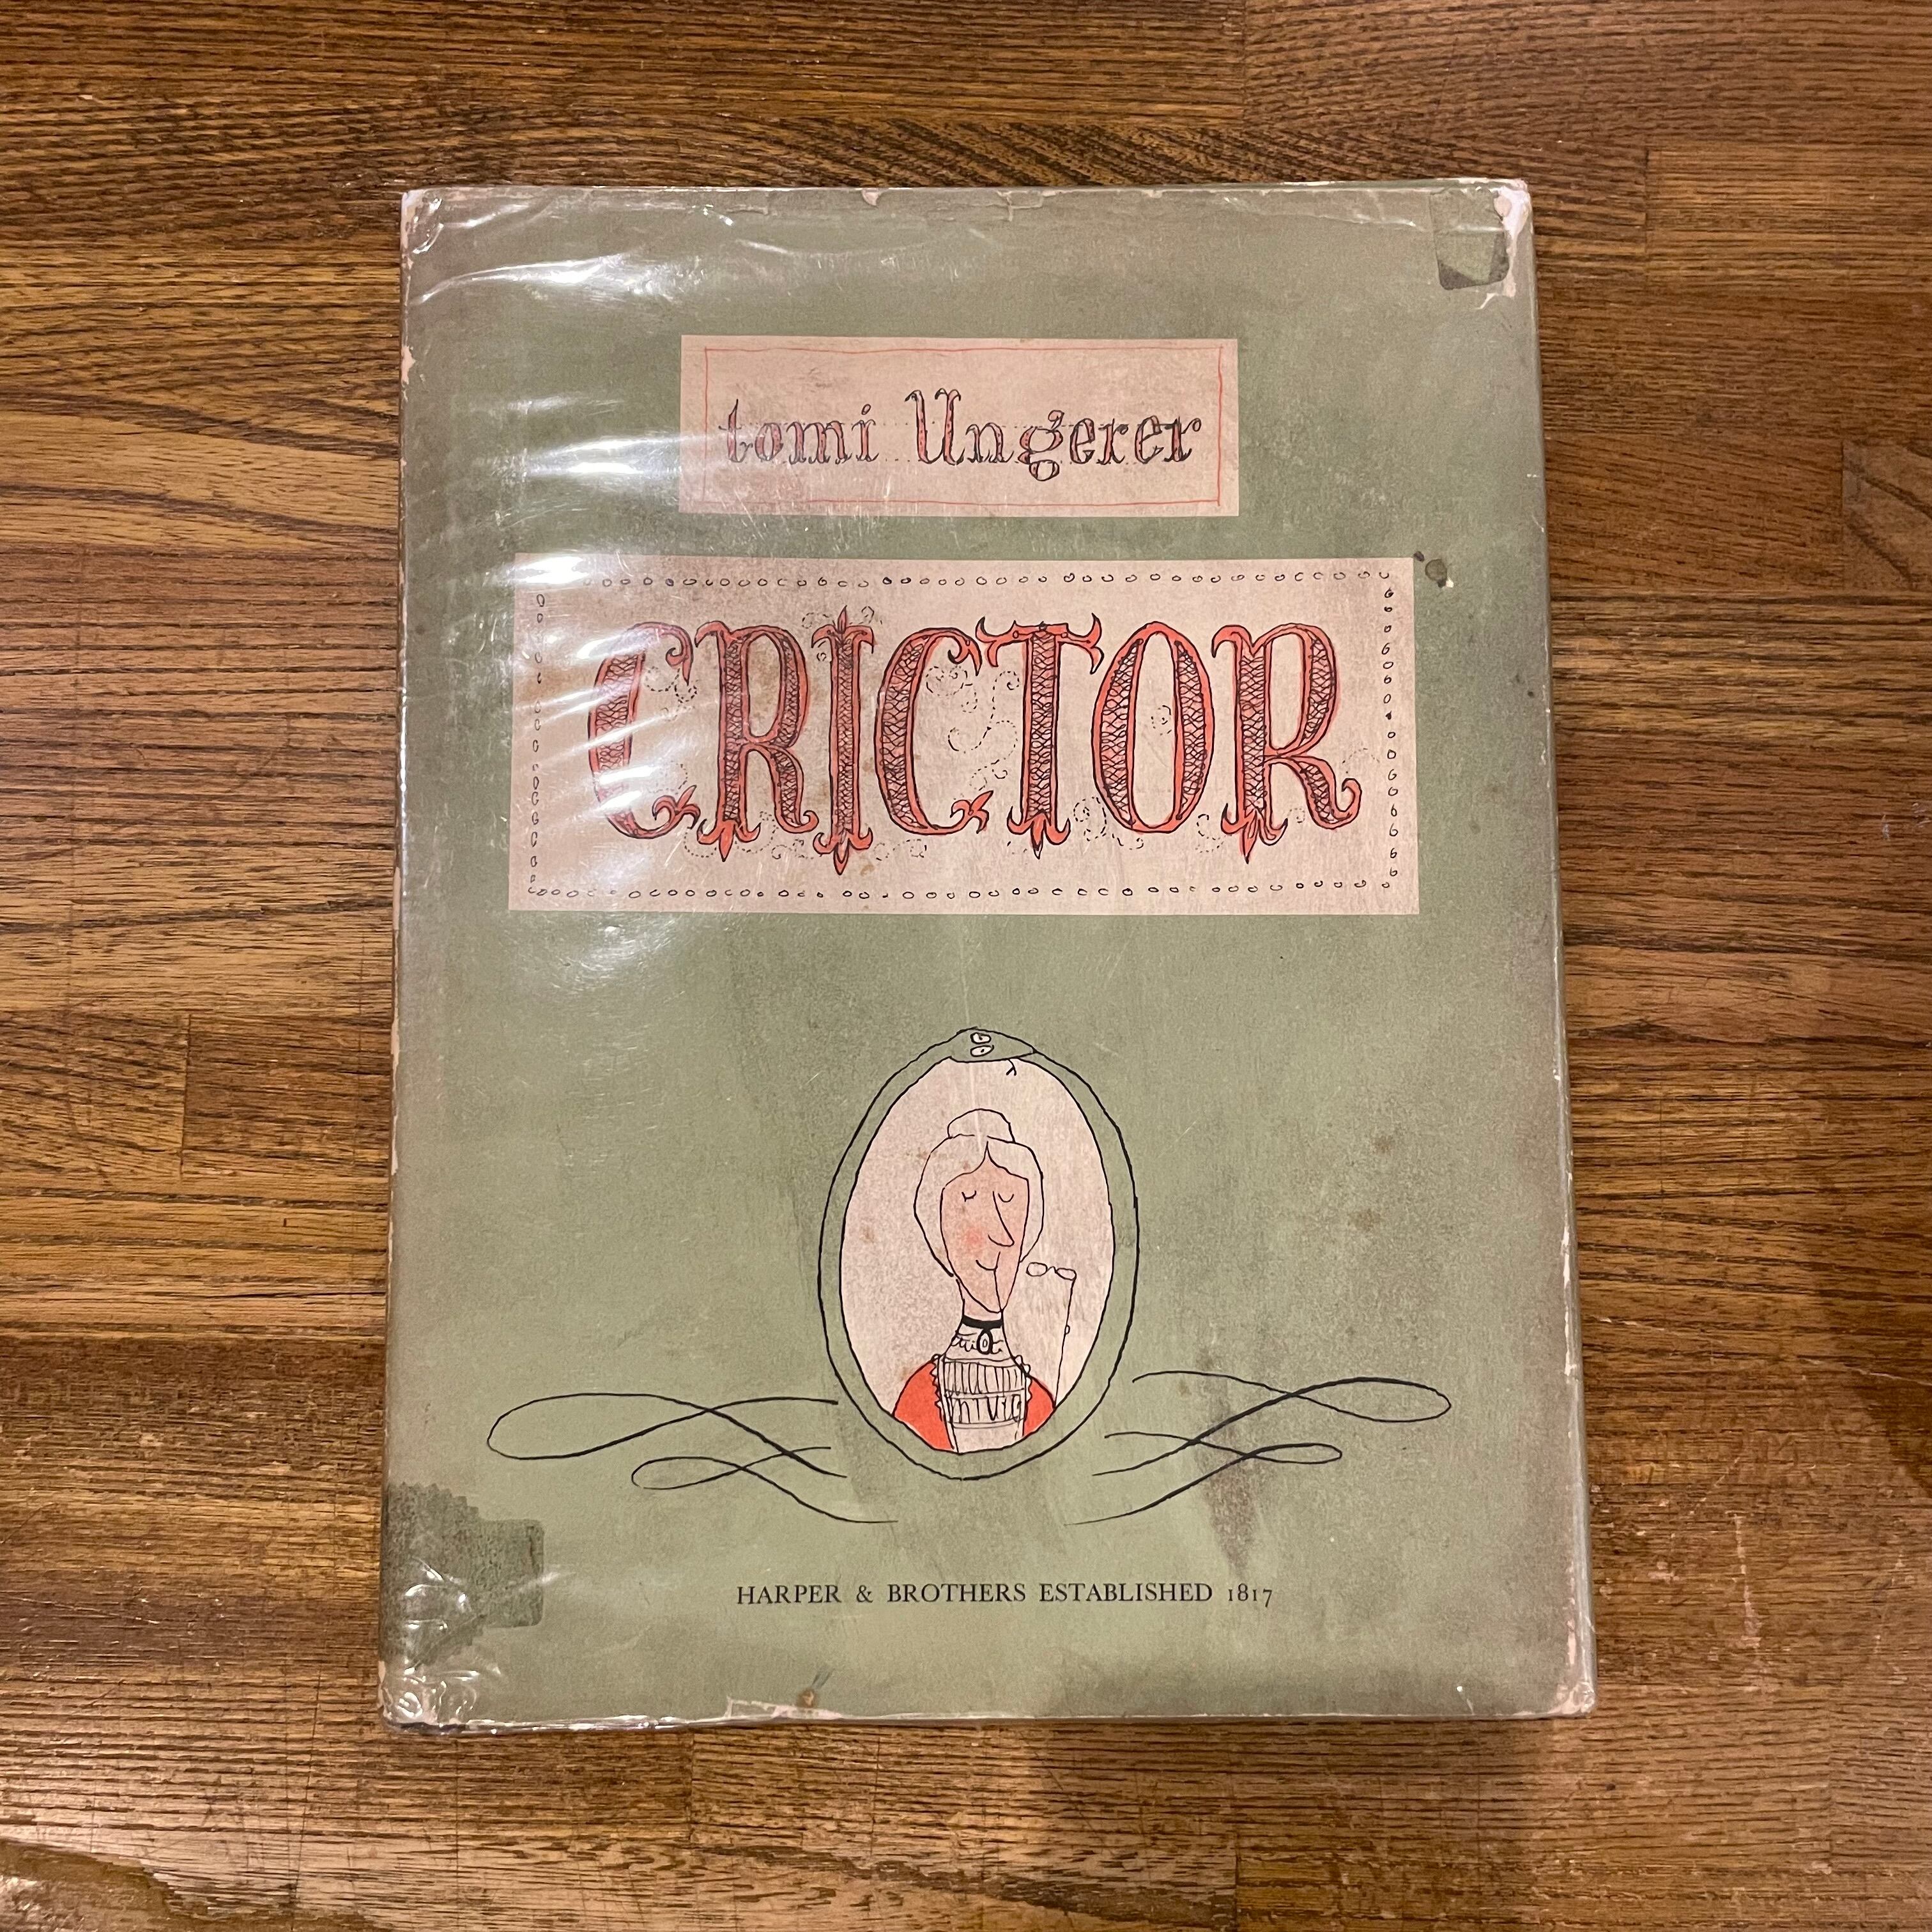 tomi Ungerer
CRICTOR
HARPER & BROTHERS ESTABLISHED 1817